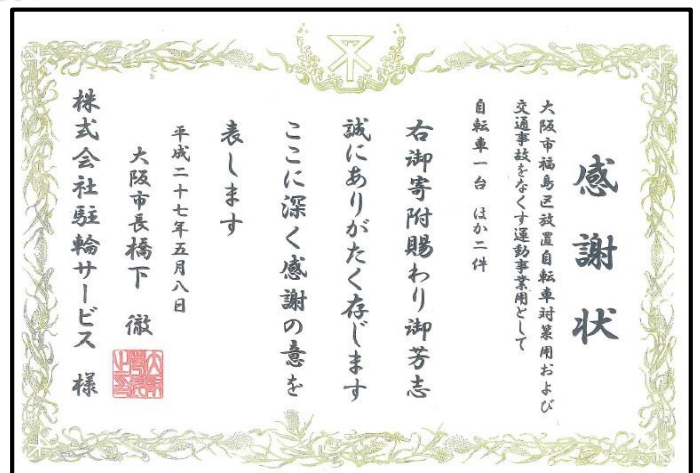 感謝状
大阪市福島区放置自転車対策用および
交通事故をなくす運動事業用として
自転車一台 ほか二件
右御寄附賜わり御芳志
誠にありがたく存じます
ここに深く感謝の意を
表します
平成二十七年五月八日
大阪市長橋下 徹
株式会社駐輪サービス 様